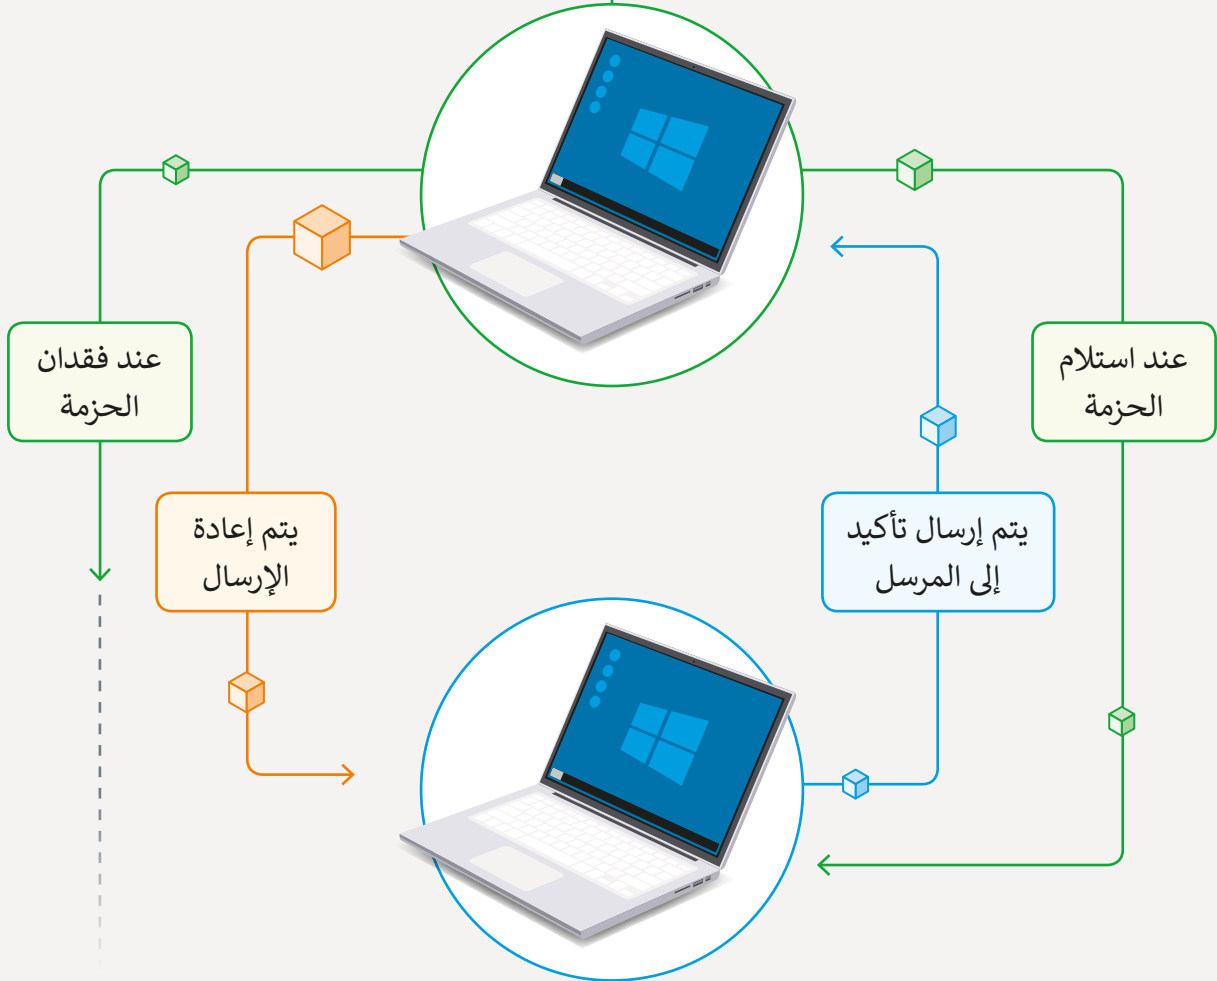 عند استلام
الحزمة
عند فقدان
الحزمة
يتم إرسال تأكيد
إلى المرسل
يتم إعادة
الإرسال